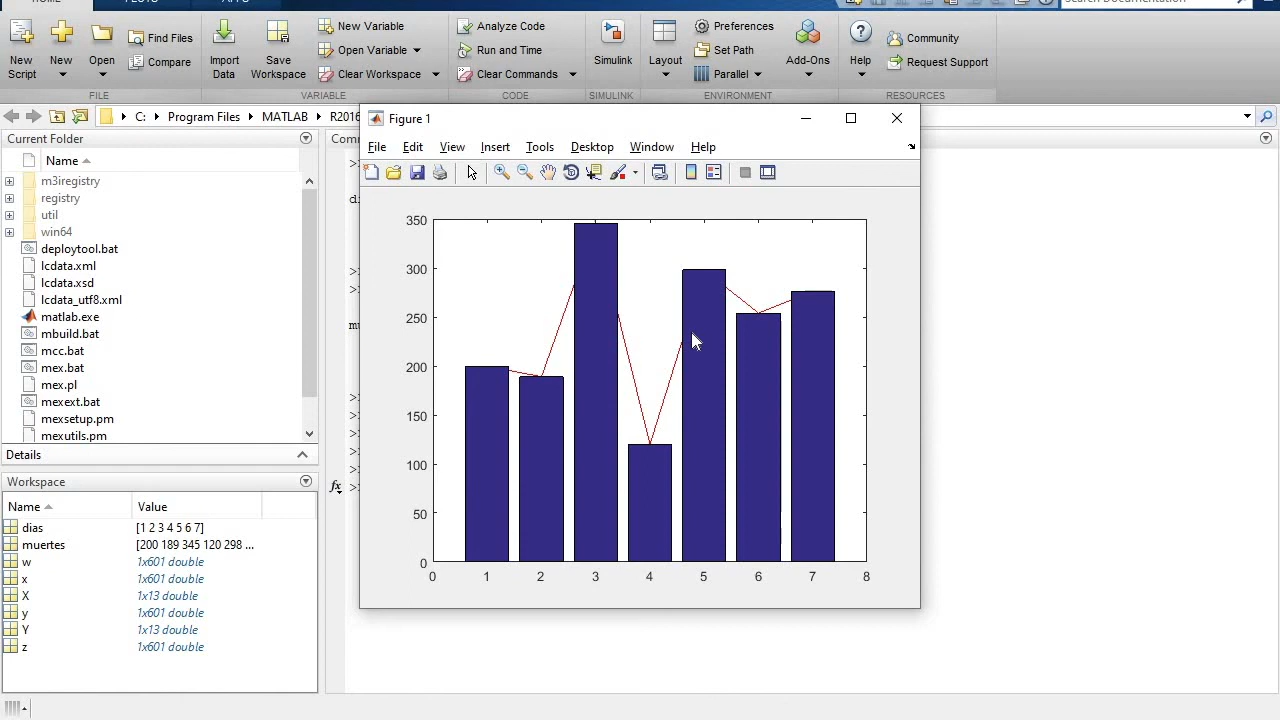 HOME PLOTS APPS
Search Documentation
New Script
New
Open
Find Files
Compare
Import Data
Save Workspace
New Variable
Open Variable
Clear Workspace
Analyze Code
Run and Time
Clear Commands
Simulink
Layout
Preferences
Set Path
Parallel
Add-Ons
Help
Community
Request Support
FILE
VARIABLE
CODE
SIMULINK
ENVIRONMENT
RESOURCES
C: Program Files MATLAB R2016
Current Folder
Name
m3iregistry
registry
util
win64
deploytool.bat
lcdata.xml
lcdata.xsd
lcdata_utf8.xml
matlab.exe
mbuild.bat
mcc.bat
mex.bat
mex.pl
mexext.bat
mexsetup.pm
mexutils.pm
Details
Workspace
Name Value
dias [1 2 3 4 5 6 7]
muertes [200 189 345 120 298 ...
w 1x601 double
x 1x601 double
X 1x13 double
y 1x601 double
Y 1x13 double
z 1x601 double
fx
Figure 1
File Edit View Insert Tools Desktop Window Help
350
300
250
200
150
100
50
0
0 1 2 3 4 5 6 7 8